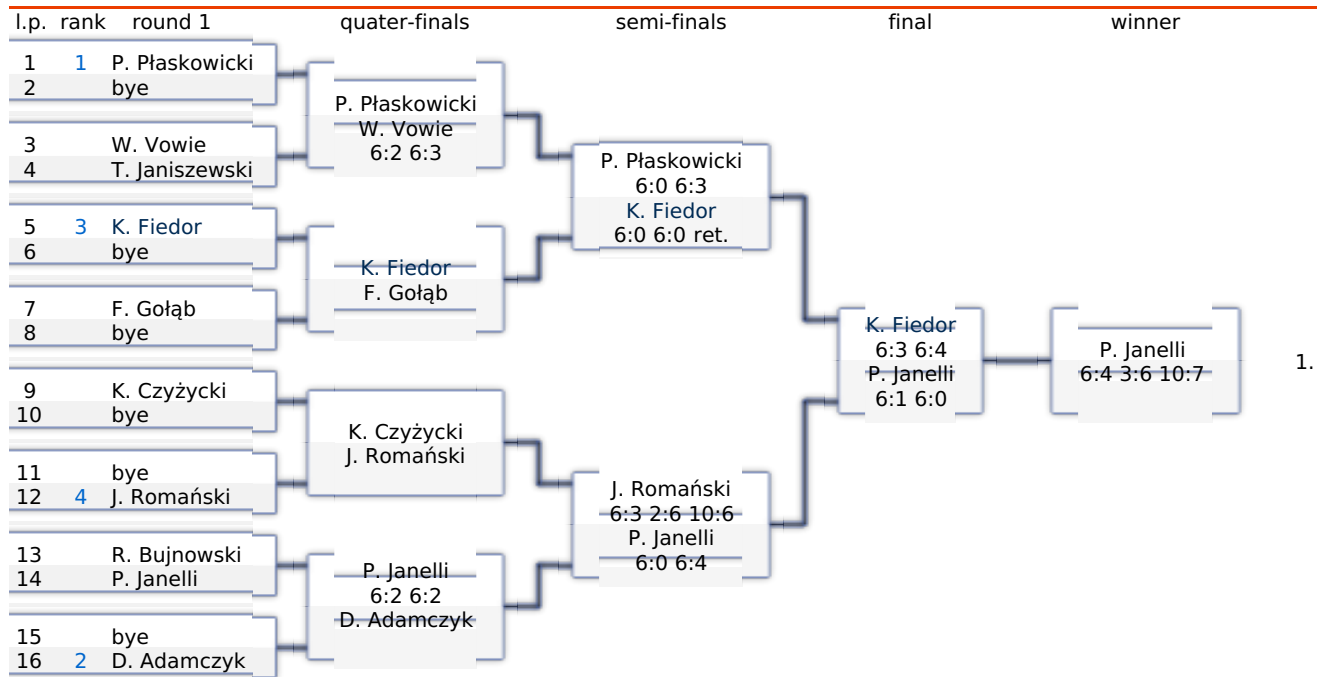 l.p. rank round 1 quater-finals semi-finals final winner
1 1 P. Płaskowicki
2 bye
3 W. Vowie
4 T. Janiszewski
5 3 K. Fiedor
6 bye
7 F. Gołąb
8 bye
9 K. Czyżycki
10 bye
11 bye
12 4 J. Romański
13 R. Bujnowski
14 P. Janelli
15 bye
16 2 D. Adamczyk
P. Płaskowicki
W. Vowie
6:2 6:3
K. Fiedor
F. Gołąb
K. Czyżycki
J. Romański
P. Janelli
6:2 6:2
D. Adamczyk
P. Płaskowicki
6:0 6:3
K. Fiedor
6:0 6:0 ret.
J. Romański
6:3 2:6 10:6
P. Janelli
6:0 6:4
K. Fiedor
6:3 6:4
P. Janelli
6:1 6:0
P. Janelli
6:4 3:6 10:7
1.